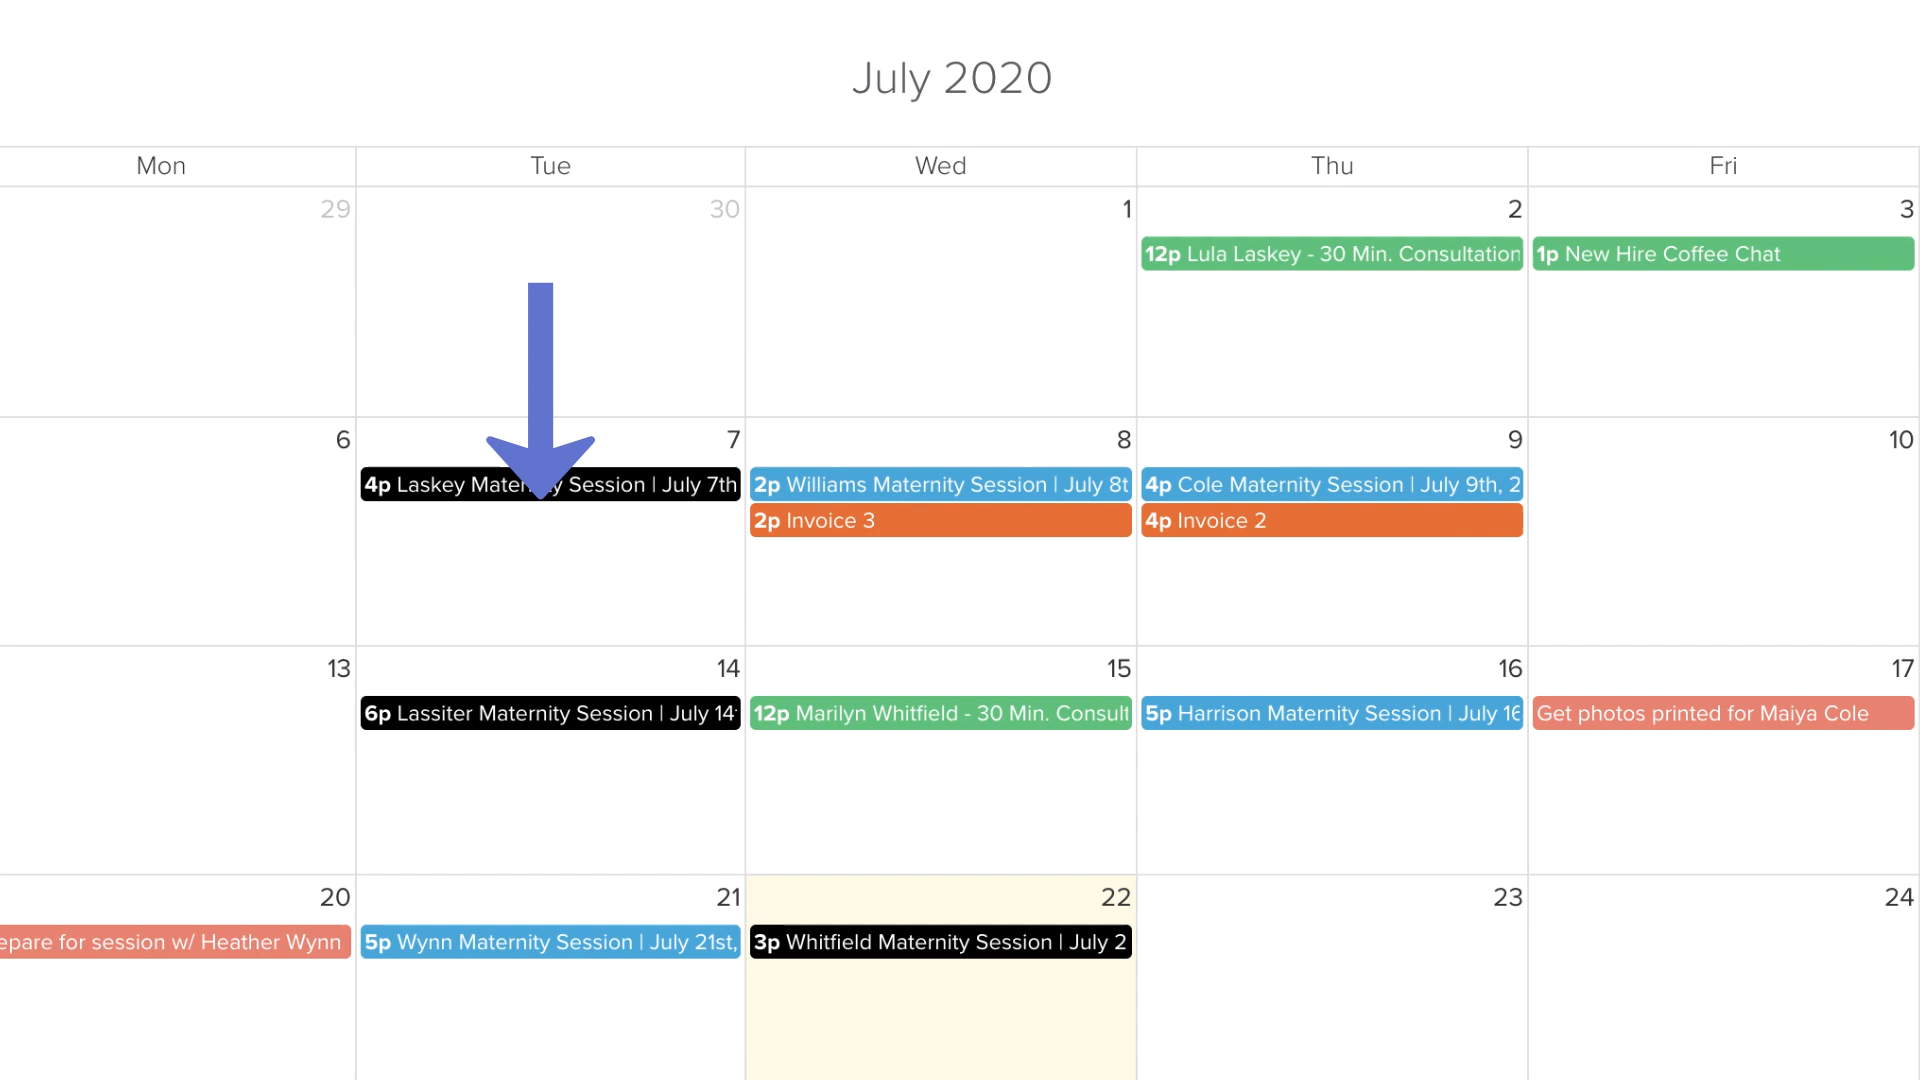 July 2020
Mon Tue Wed Thu Fri
29 30 1 2 3
12p Lula Laskey - 30 Min. Consultation 1p New Hire Coffee Chat
6 7 8 9 10
4p Laskey Maternity Session | July 7th 2p Williams Maternity Session | July 8t 4p Cole Maternity Session | July 9th, 2
2p Invoice 3 4p Invoice 2
13 14 15 16 17
6p Lassiter Maternity Session | July 14 12p Marilyn Whitfield - 30 Min. Consult 5p Harrison Maternity Session | July 16 Get photos printed for Maiya Cole
20 21 22 23 24
epare for session w/ Heather Wynn 5p Wynn Maternity Session | July 21st, 3p Whitfield Maternity Session | July 2